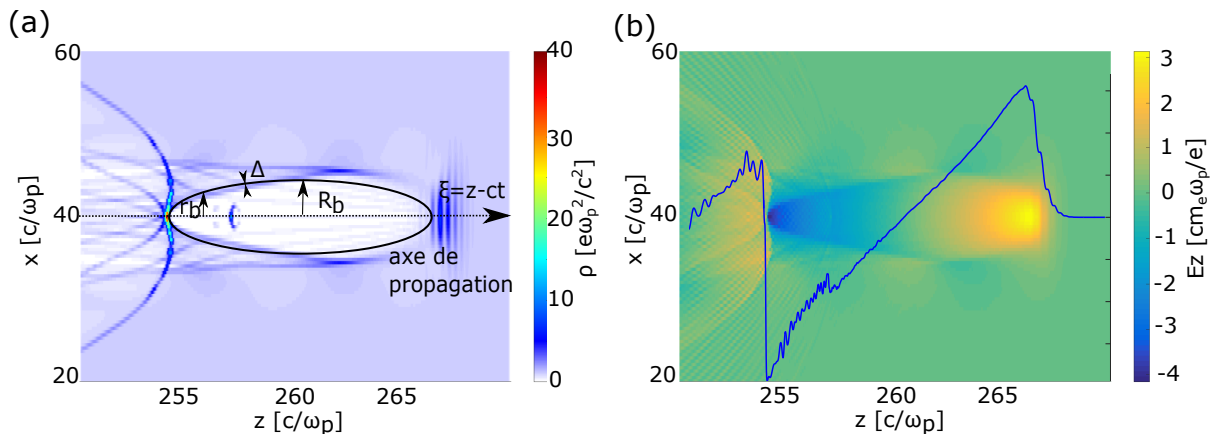 (a)
60
40
20
x [c/ωp]
255
260
265
z [c/ωp]
Δ
rb
Rb
ξ=z-ct
axe de
propagation
40
30
20
10
0
ρ [eωp²/c²]
(b)
60
40
20
x [c/ωp]
255
260
265
z [c/ωp]
3
2
1
0
-1
-2
-3
-4
Ez [cmeωp/e]